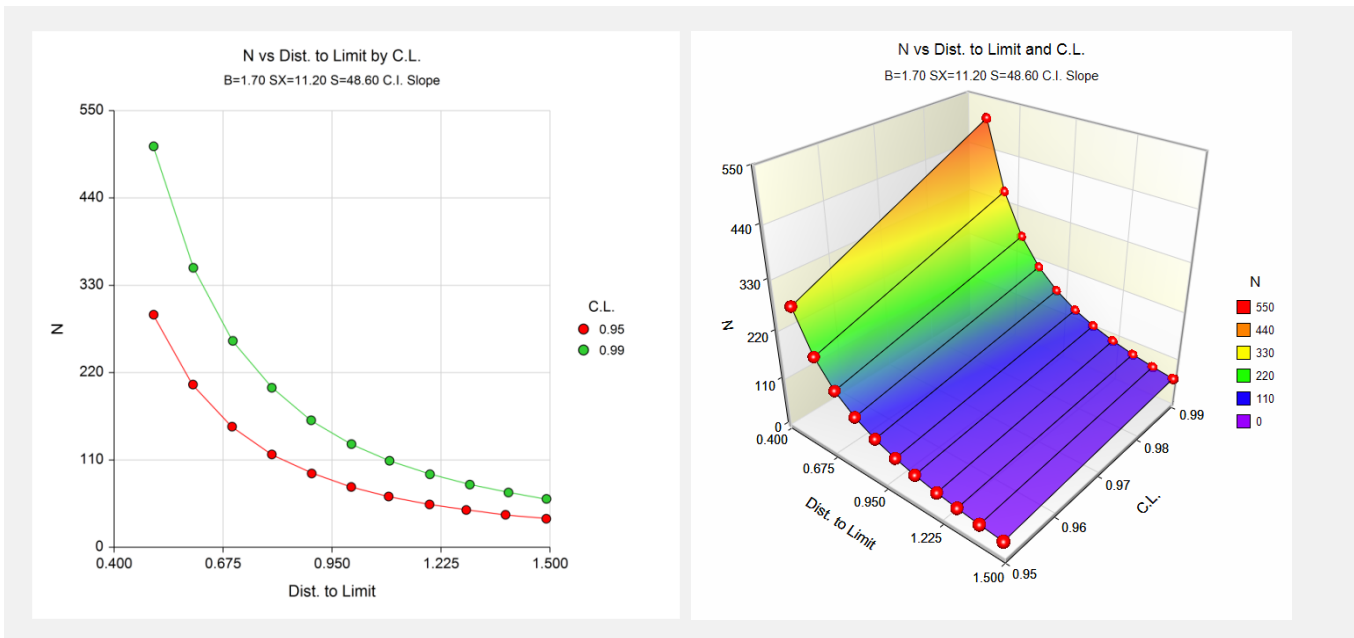 N vs Dist. to Limit by C.L.
B=1.70 SX=11.20 S=48.60 C.I. Slope
550
440
330
220
110
0
N
0.400 0.675 0.950 1.225 1.500
Dist. to Limit
C.L.
0.95
0.99
N vs Dist. to Limit and C.L.
B=1.70 SX=11.20 S=48.60 C.I. Slope
550
440
330
220
110
0
N
0.400
0.675
0.950
1.225
1.500
Dist. to Limit
0.99
0.98
0.97
0.96
0.95
C.L.
N
550
440
330
220
110
0